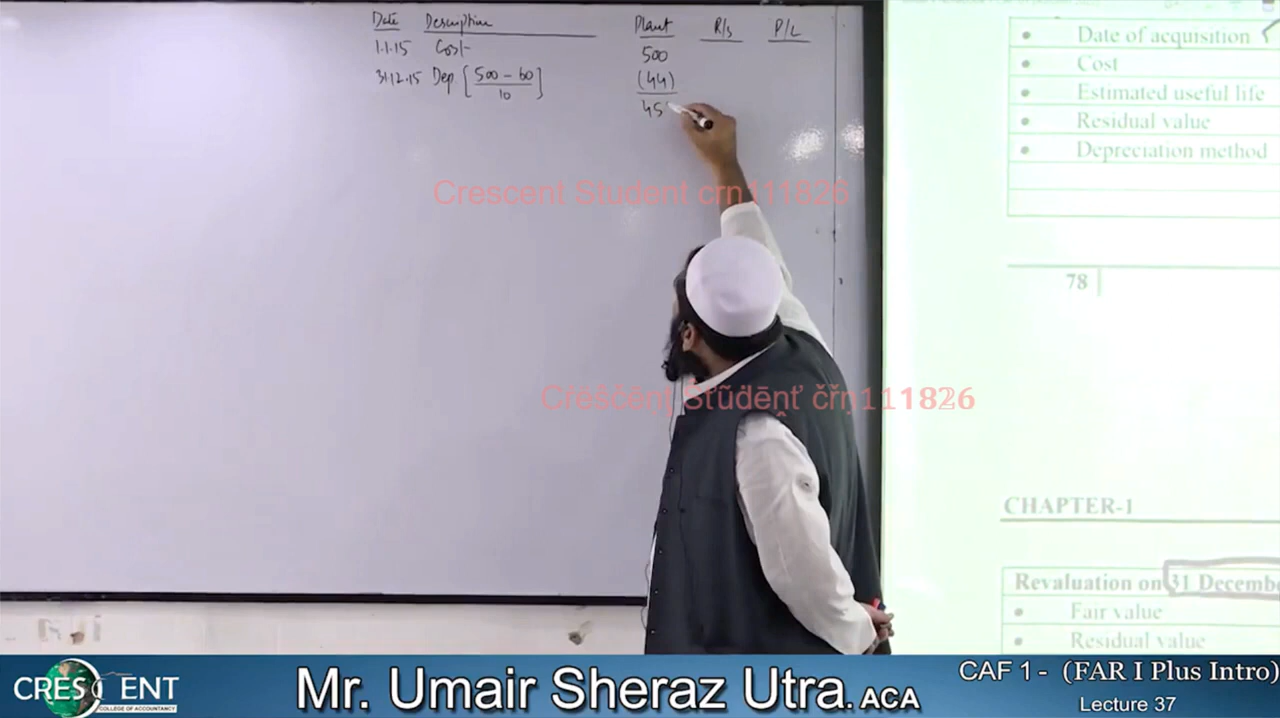 Date Description Plant R/s P/L
1.1.15 Cost 500
31.12.15 Dep. [500 - 60 / 10] (44)
45
Date of acquisition
Cost
Estimated useful life
Residual value
Depreciation method
78
CHAPTER-1
Revaluation on 31 Decembe
Fair value
Residual value
Crescent Student crn111826
Crescent Student crn111826
CRESCENT
COLLEGE OF ACCOUNTANCY
Mr. Umair Sheraz Utra. ACA
CAF 1 - (FAR I Plus Intro)
Lecture 37